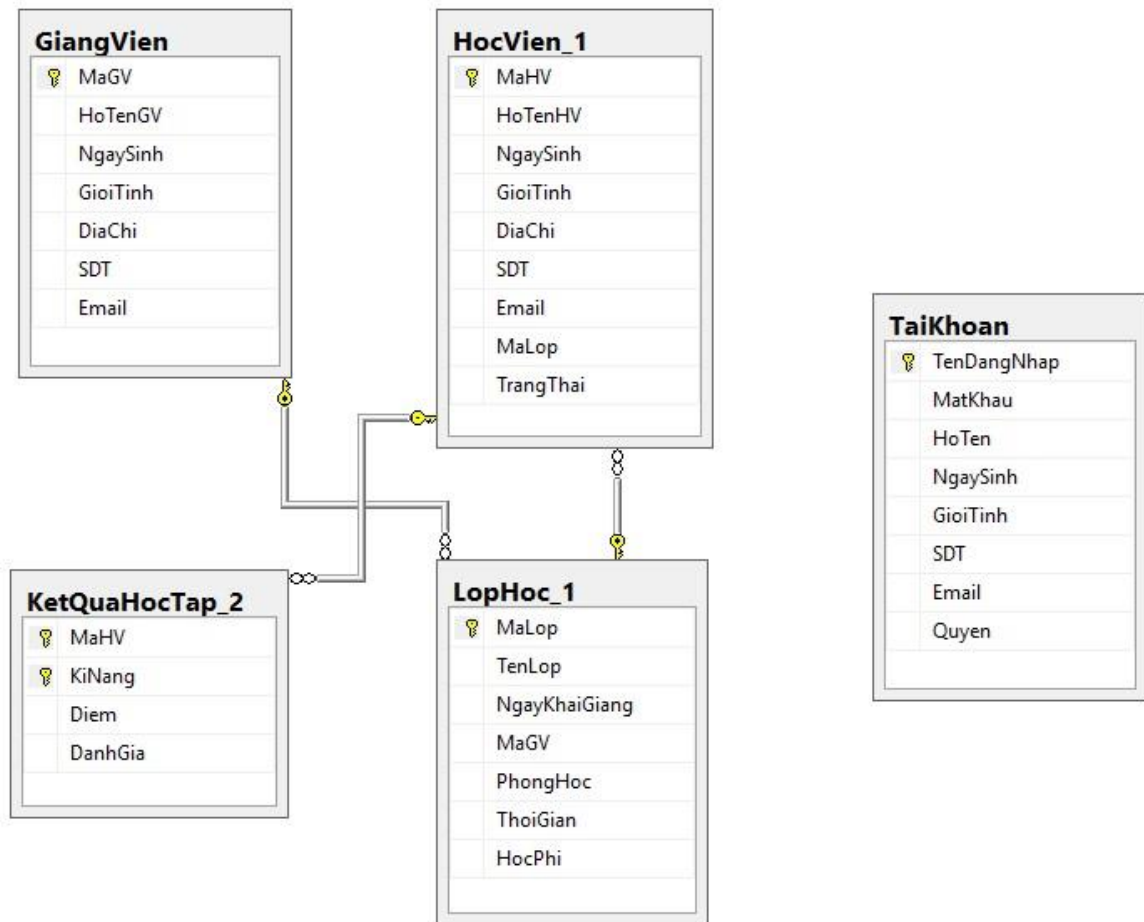 GiangVien
MaGV
HoTenGV
NgaySinh
GioiTinh
DiaChi
SDT
Email
HocVien_1
MaHV
HoTenHV
NgaySinh
GioiTinh
DiaChi
SDT
Email
MaLop
TrangThai
TaiKhoan
TenDangNhap
MatKhau
HoTen
NgaySinh
GioiTinh
SDT
Email
Quyen
KetQuaHocTap_2
MaHV
KiNang
Diem
DanhGia
LopHoc_1
MaLop
TenLop
NgayKhaiGiang
MaGV
PhongHoc
ThoiGian
HocPhi